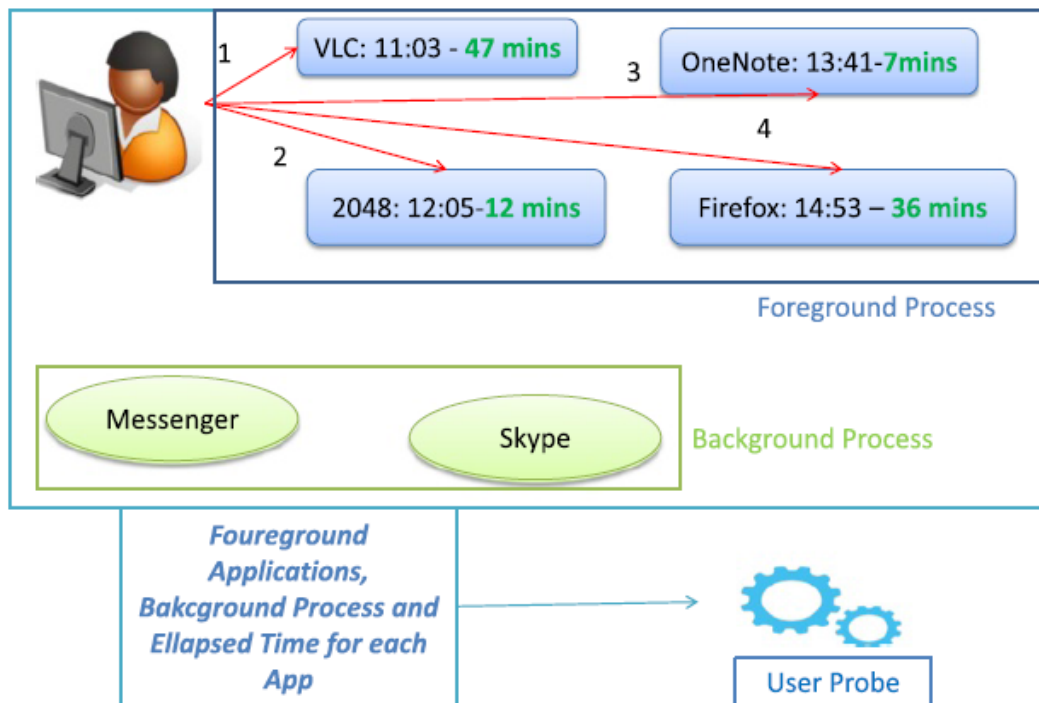 1
VLC: 11:03 - 47 mins
3
OneNote: 13:41-7mins
2
4
2048: 12:05-12 mins
Firefox: 14:53 – 36 mins
Foreground Process
Messenger
Skype
Background Process
Foureground
Applications,
Bakcground Process and
Ellapsed Time for each
App
User Probe